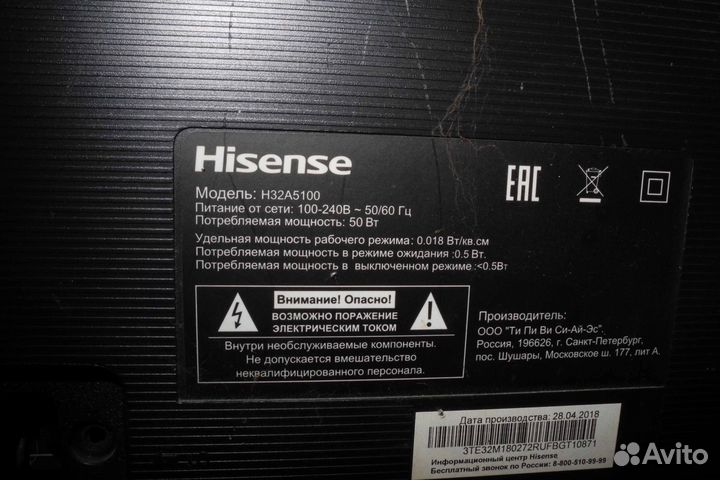 Hisense
Модель: H32A5100
Питание от сети: 100-240В ~ 50/60 Гц
Потребляемая мощность: 50 Вт
Удельная мощность рабочего режима: 0.018 Вт/кв.см
Потребляемая мощность в режиме ожидания :0.5 Вт.
Потребляемая мощность в выключенном режиме :<0.5Вт
EAC
Внимание! Опасно!
ВОЗМОЖНО ПОРАЖЕНИЕ
ЭЛЕКТРИЧЕСКИМ ТОКОМ
Внутри необслуживаемые компоненты.
Не допускается вмешательство
неквалифицированного персонала.
Производитель:
ООО "Ти Пи Ви Си-Ай-Эс".
Россия, 196626, г. Санкт-Петербург,
пос. Шушары, Московское ш. 177, лит А.
Дата производства: 28.04.2018
3TE32M180272RUFBGT10871
Информационный центр Hisense
Бесплатный звонок по России: 8-800-510-99-99
Avito